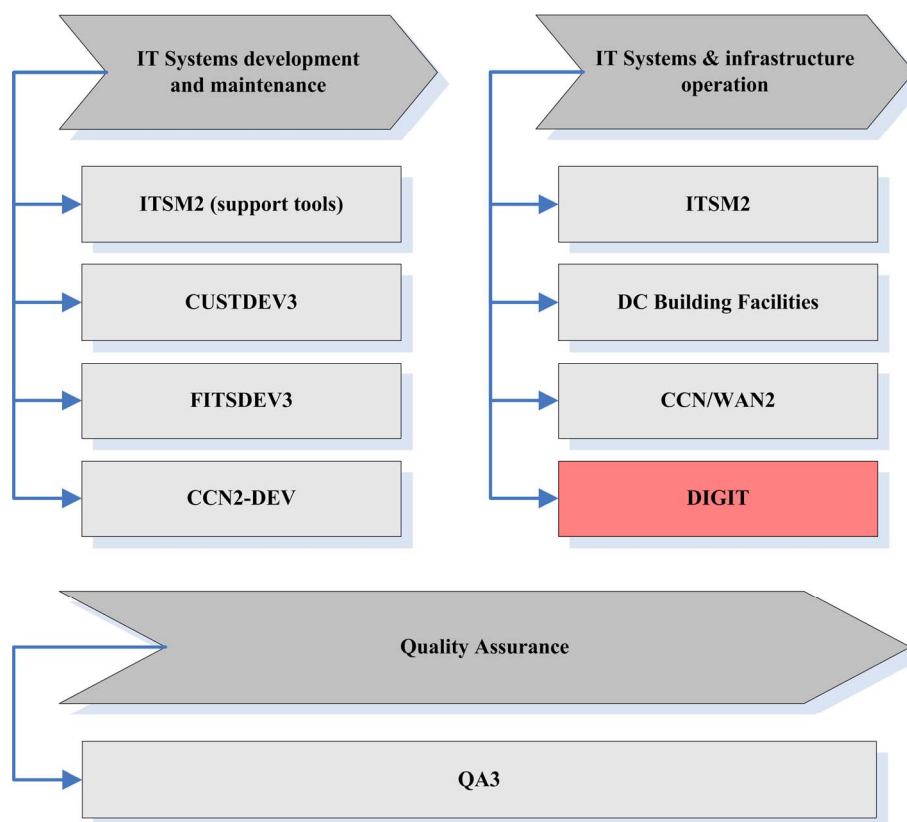 IT Systems development
and maintenance
ITSM2 (support tools)
CUSTDEV3
FITSDEV3
CCN2-DEV
IT Systems & infrastructure
operation
ITSM2
DC Building Facilities
CCN/WAN2
DIGIT
Quality Assurance
QA3